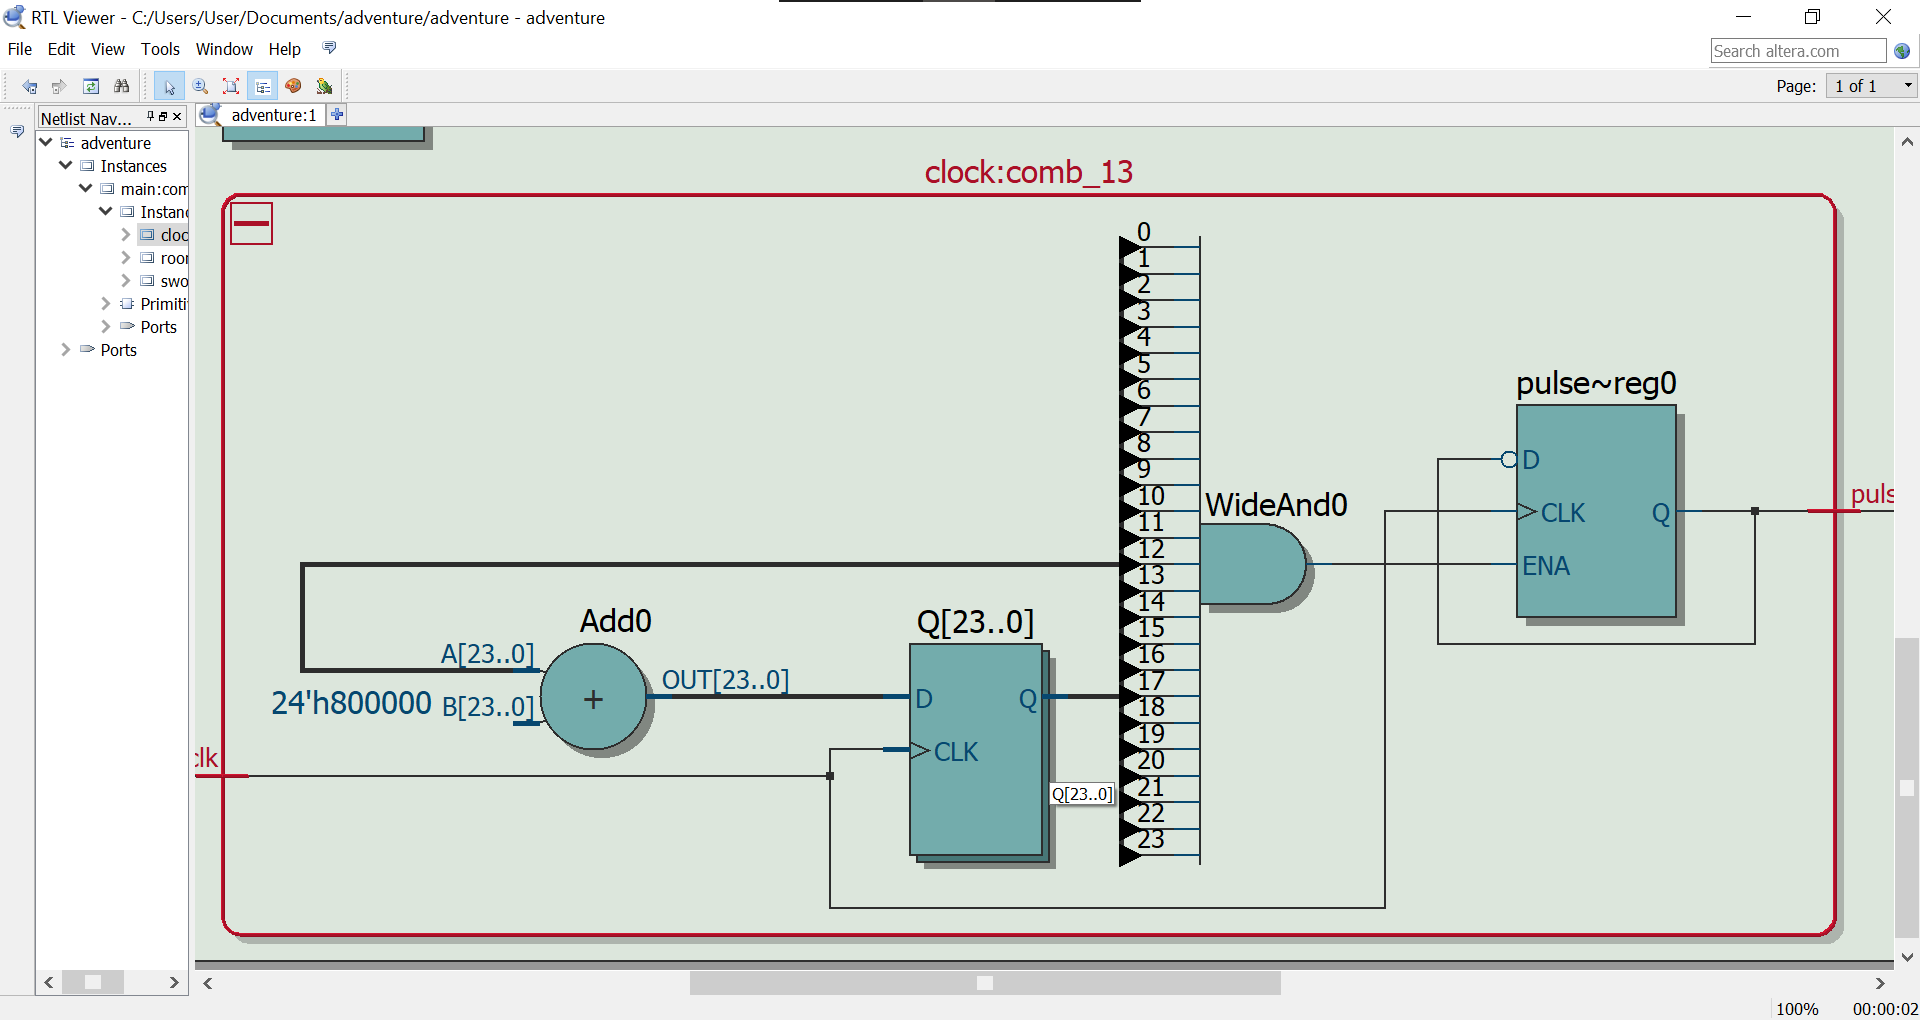 RTL Viewer - C:/Users/User/Documents/adventure/adventure - adventure
File Edit View Tools Window Help
Search altera.com
Page: 1 of 1
Netlist Nav...
adventure:1
adventure
Instances
main:com
Instanc
cloc
roor
swo
Primiti
Ports
Ports
clock:comb_13
0
1
2
3
4
5
6
7
8
9
10
11
12
13
14
15
16
17
18
19
20
21
22
23
WideAnd0
pulse~reg0
D
CLK
Q
ENA
puls
Add0
A[23..0]
24'h800000 B[23..0]
+
OUT[23..0]
Q[23..0]
D
Q
CLK
clk
Q[23..0]
100% 00:00:02